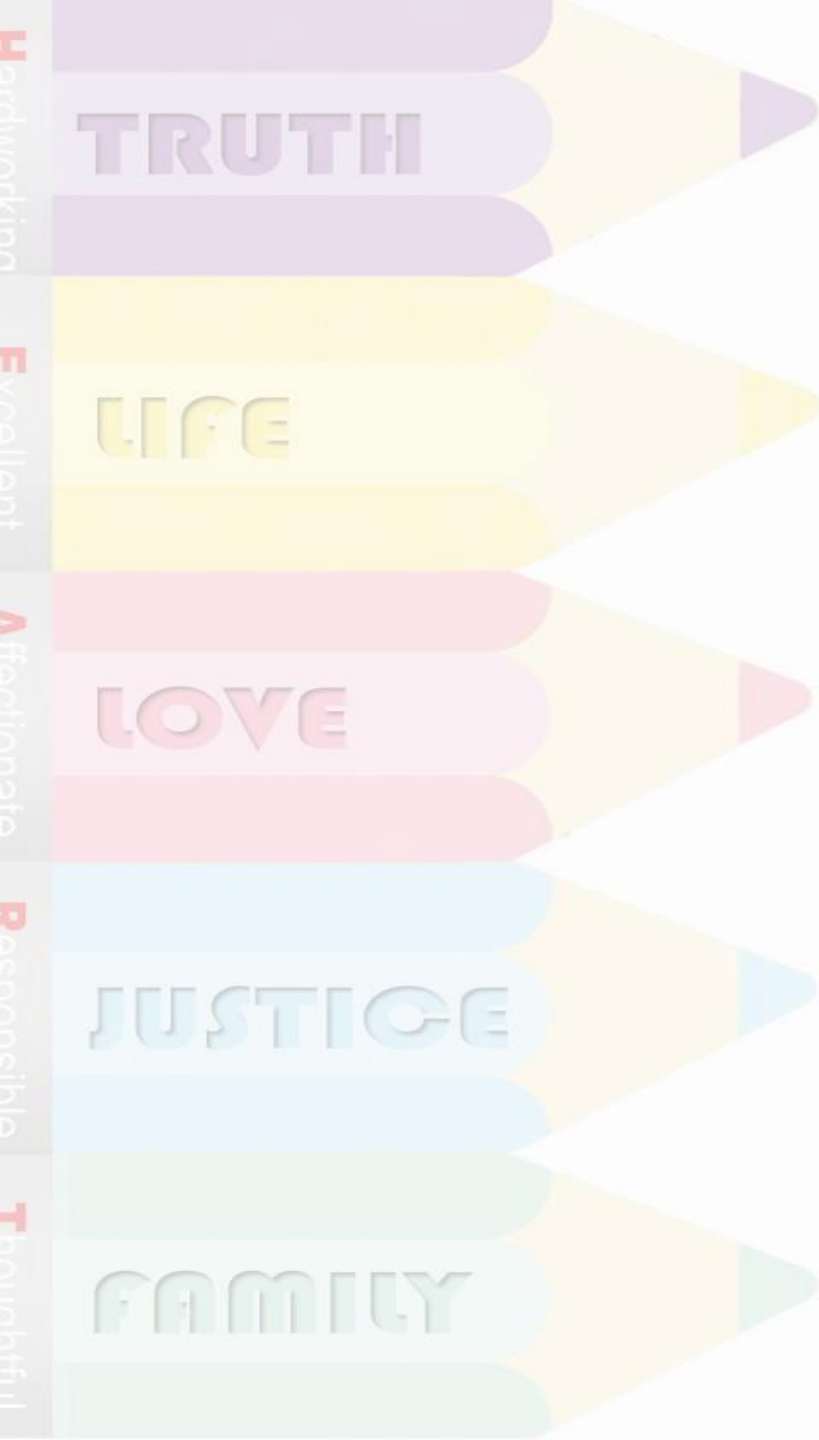 Hardworking
TRUTH
Excellent
LIFE
Affectionate
LOVE
Responsible
JUSTICE
Thoughtful
FAMILY